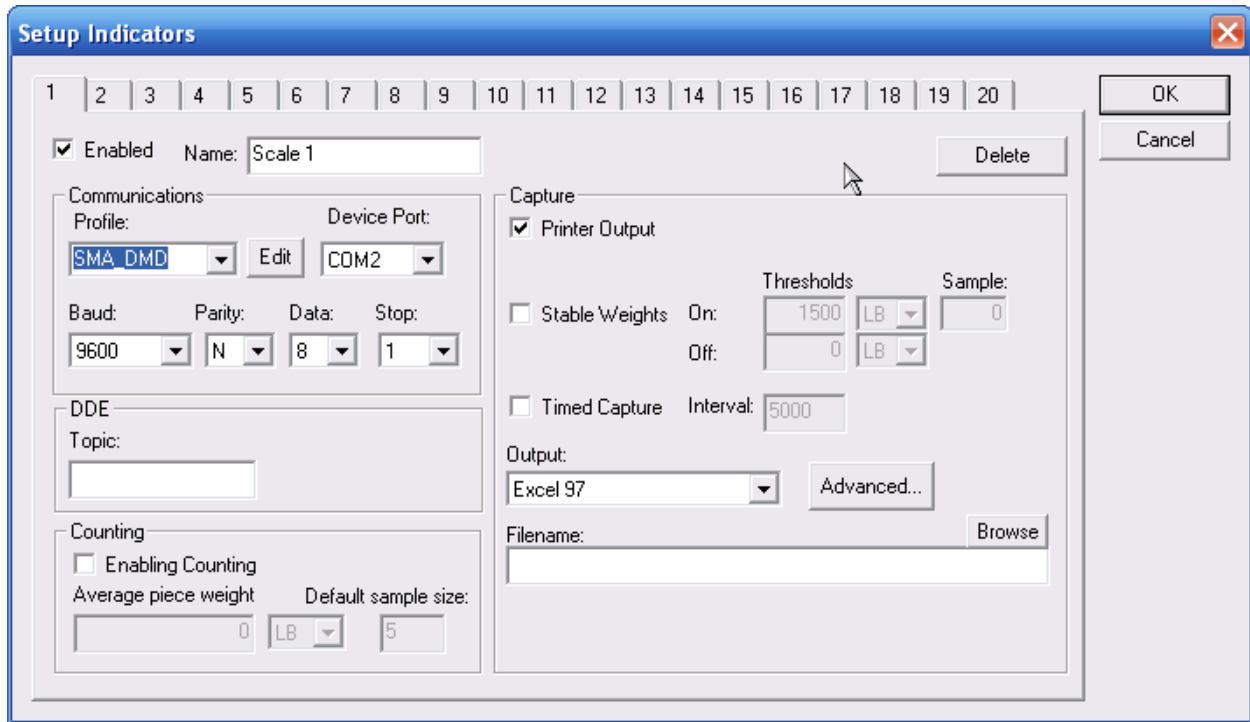 Setup Indicators
1 2 3 4 5 6 7 8 9 10 11 12 13 14 15 16 17 18 19 20
OK
Cancel
Enabled Name: Scale 1
Delete
Communications
Profile: Device Port:
SMA_DMD Edit COM2
Baud: Parity: Data: Stop:
9600 N 8 1
DDE
Topic:
Counting
Enabling Counting
Average piece weight Default sample size:
0 LB 5
Capture
Printer Output
Thresholds Sample:
Stable Weights On: 1500 LB 0
Off: 0 LB
Timed Capture Interval: 5000
Output:
Excel 97 Advanced...
Filename: Browse